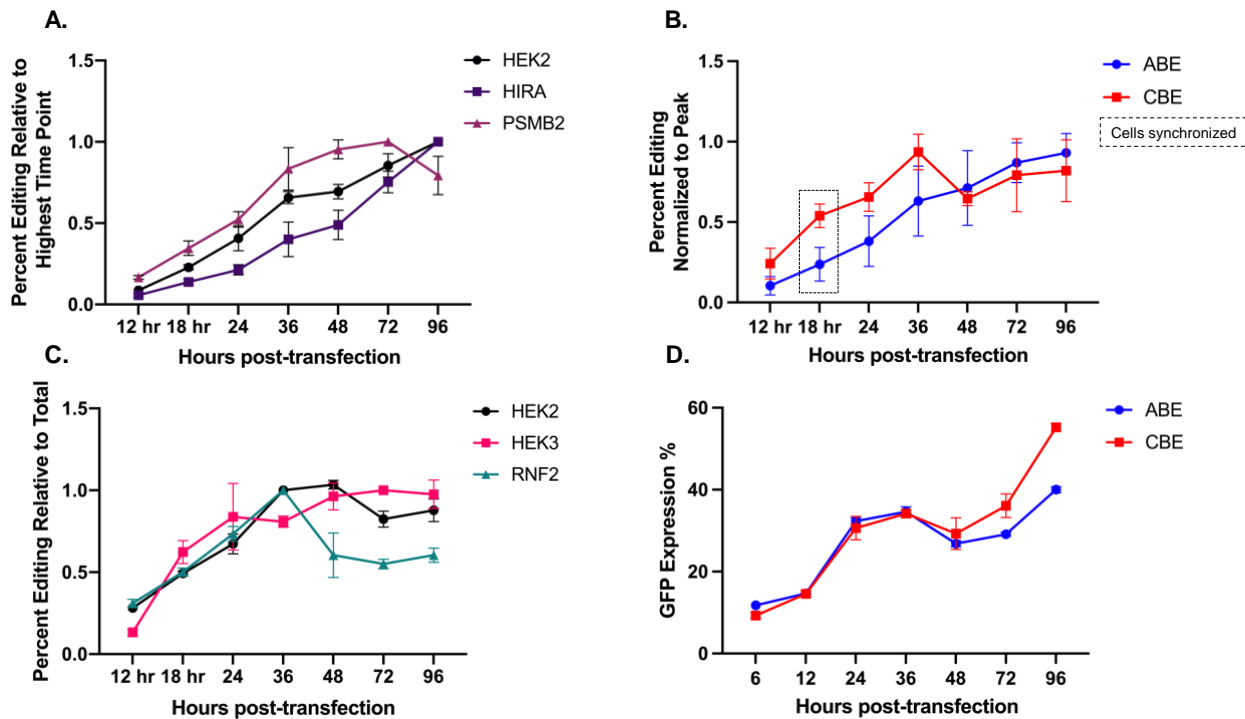 A.
Percent Editing Relative to
Highest Time Point
1.5
1.0
0.5
0.0
12 hr 18 hr 24 36 48 72 96
Hours post-transfection
HEK2
HIRA
PSMB2
B.
Percent Editing
Normalized to Peak
1.5
1.0
0.5
0.0
12 hr 18 hr 24 36 48 72 96
Hours post-transfection
ABE
CBE
Cells synchronized
C.
Percent Editing Relative to Total
1.5
1.0
0.5
0.0
12 hr 18 hr 24 36 48 72 96
Hours post-transfection
HEK2
HEK3
RNF2
D.
GFP Expression %
60
40
20
0
6 12 24 36 48 72 96
Hours post-transfection
ABE
CBE